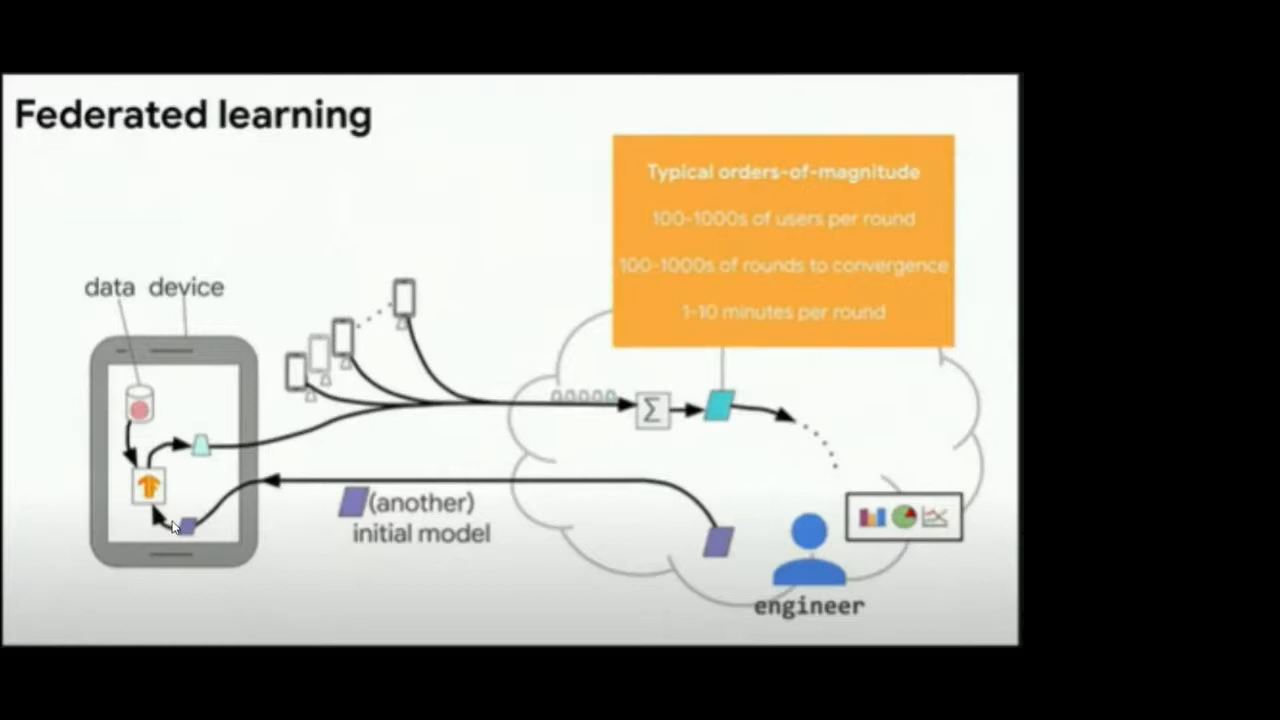 Federated learning
Typical orders-of-magnitude
100-1000s of users per round
100-1000s of rounds to convergence
1-10 minutes per round
data device
Σ
(another)
initial model
engineer